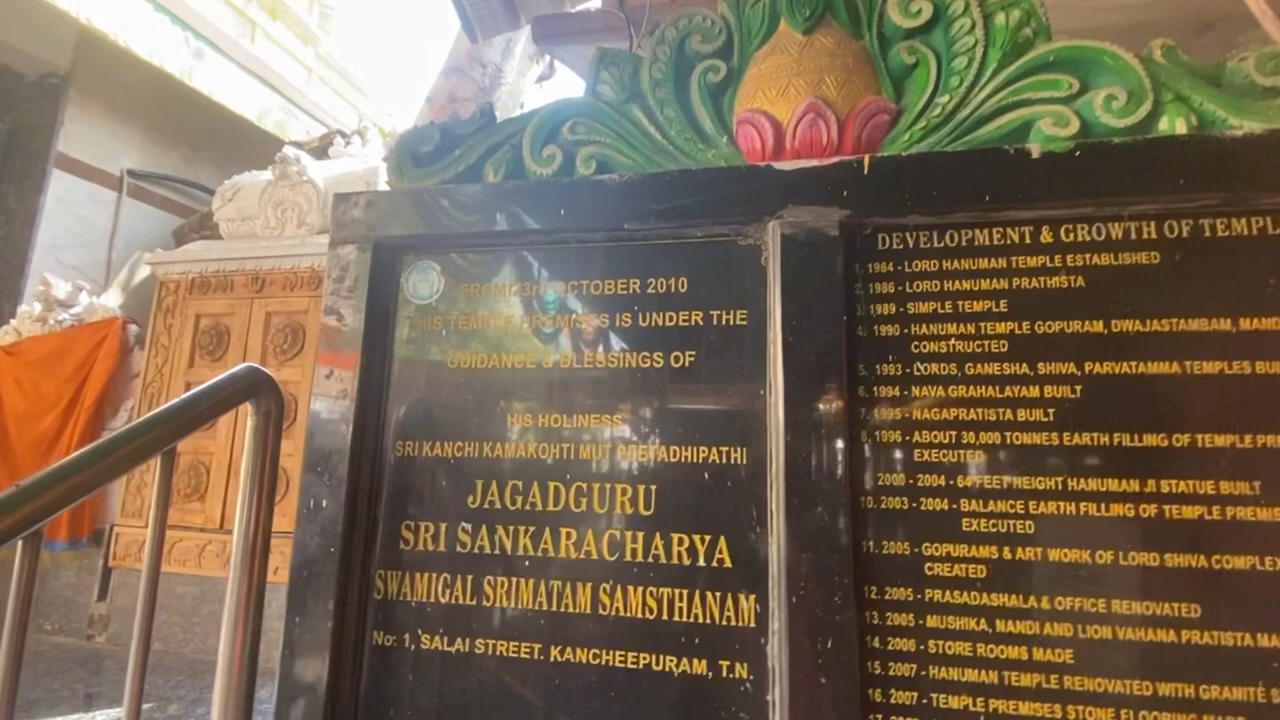 FROM 23rd OCTOBER 2010
THIS TEMPLE PREMISES IS UNDER THE
GUIDANCE & BLESSINGS OF
HIS HOLINESS
SRI KANCHI KAMAKOHTI MUT PEETADHIPATHI
JAGADGURU
SRI SANKARACHARYA
SWAMIGAL SRIMATAM SAMSTHANAM
No: 1, SALAI STREET. KANCHEEPURAM, T.N.
DEVELOPMENT & GROWTH OF TEMPL
1. 1984 - LORD HANUMAN TEMPLE ESTABLISHED
2. 1986 - LORD HANUMAN PRATHISTA
3. 1989 - SIMPLE TEMPLE
4. 1990 - HANUMAN TEMPLE GOPURAM, DWAJASTAMBAM, MAND
CONSTRUCTED
5. 1993 - LORDS, GANESHA, SHIVA, PARVATAMMA TEMPLES BUI
6. 1994 - NAVA GRAHALAYAM BUILT
7. 1995 - NAGAPRATISTA BUILT
8. 1996 - ABOUT 30,000 TONNES EARTH FILLING OF TEMPLE PRE
EXECUTED
2000 - 2004 - 64 FEET HEIGHT HANUMAN JI STATUE BUILT
10. 2003 - 2004 - BALANCE EARTH FILLING OF TEMPLE PREMIS
EXECUTED
11. 2005 - GOPURAMS & ART WORK OF LORD SHIVA COMPLEX
CREATED
12. 2005 - PRASADASHALA & OFFICE RENOVATED
13. 2005 - MUSHIKA, NANDI AND LION VAHANA PRATISTA MA
14. 2006 - STORE ROOMS MADE
15. 2007 - HANUMAN TEMPLE RENOVATED WITH GRANITE
16. 2007 - TEMPLE PREMISES STONE FLOORING